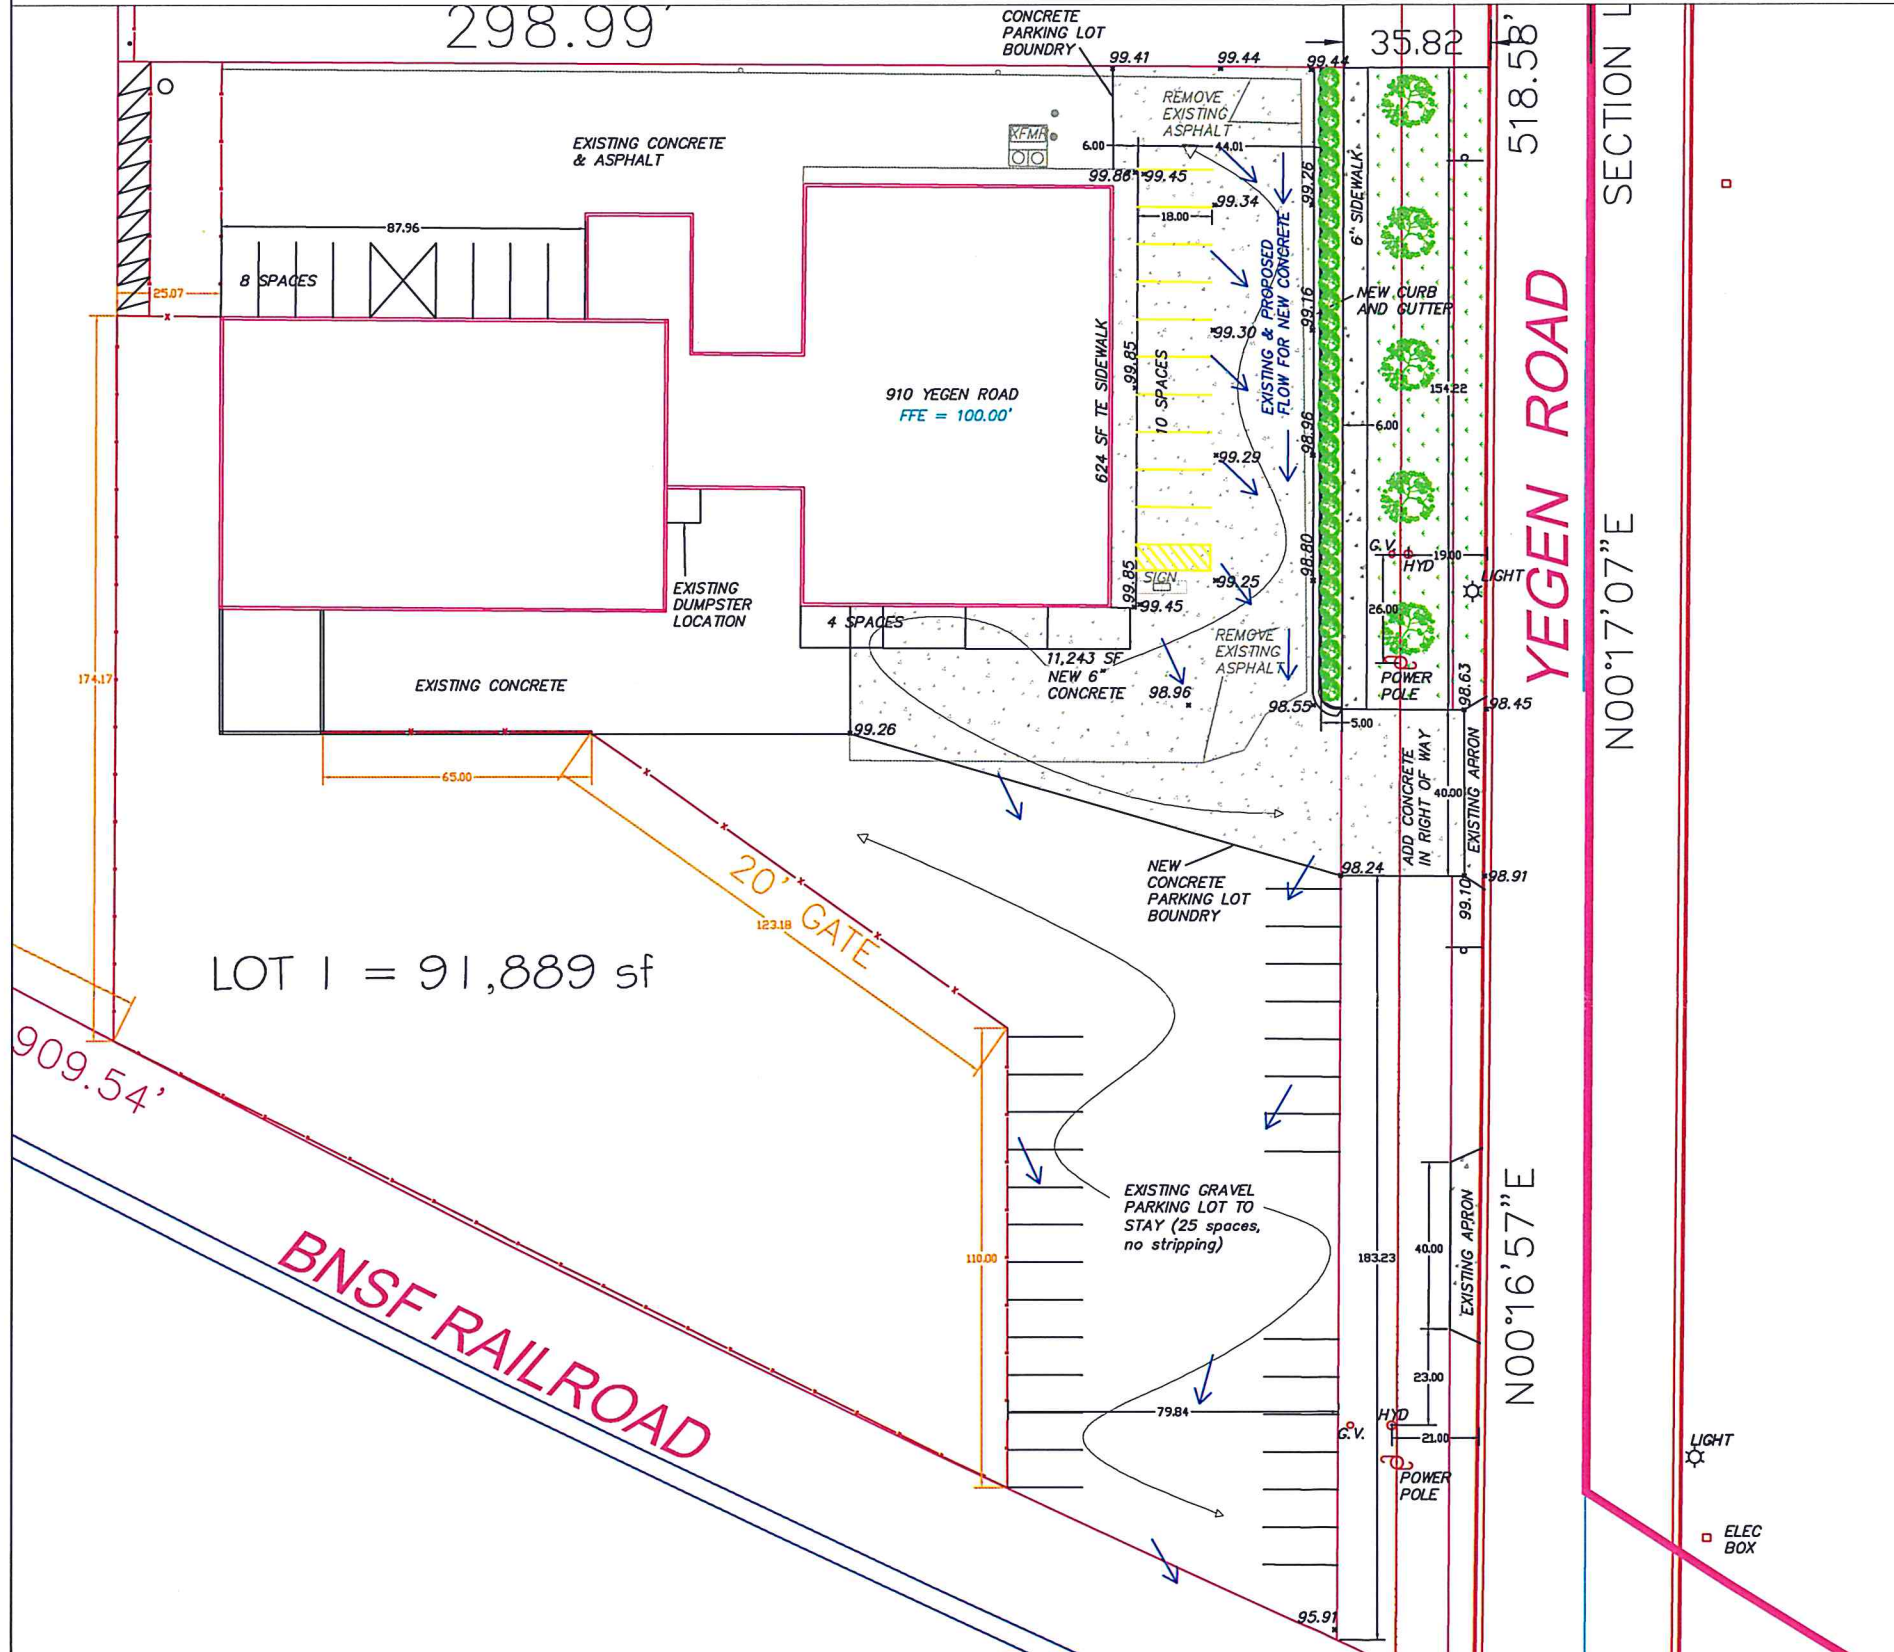 298.99'
CONCRETE
PARKING LOT
BOUNDRY
35.82
518.58'
99.41
99.44
99.44
REMOVE
EXISTING
ASPHALT
EXISTING CONCRETE
& ASPHALT
XFMR
6.00
44.01
99.86
99.45
99.34
18.00
99.26
6" SIDEWALK
SECTION L
87.96
8 SPACES
25.07
EXISTING & PROPOSED
FLOW FOR NEW CONCRETE
NEW CURB
AND GUTTER
99.16
99.30
99.85
624 SF TE SIDEWALK
10 SPACES
910 YEGEN ROAD
FFE = 100.00'
154.22
98.96
6.00
99.29
YEGEN ROAD
N00°17'07"E
98.80
G.V.
HYD
19.00
LIGHT
26.00
99.85
SIGN
99.25
99.45
EXISTING
DUMPSTER
LOCATION
4 SPACES
REMOVE
EXISTING
ASPHALT
11,243 SF
NEW 6"
CONCRETE
98.96
98.55
POWER
POLE
98.63
98.45
5.00
174.17
EXISTING CONCRETE
99.26
65.00
ADD CONCRETE
IN RIGHT OF WAY
40.00
EXISTING APRON
20' GATE
123.18
NEW
CONCRETE
PARKING LOT
BOUNDRY
98.24
99.10
98.91
LOT 1 = 91,889 sf
909.54'
BNSF RAILROAD
110.00
EXISTING GRAVEL
PARKING LOT TO
STAY (25 spaces,
no stripping)
183.23
40.00
EXISTING APRON
N00°16'57"E
23.00
79.84
G.V.
HYD
21.00
POWER
POLE
LIGHT
ELEC
BOX
95.91